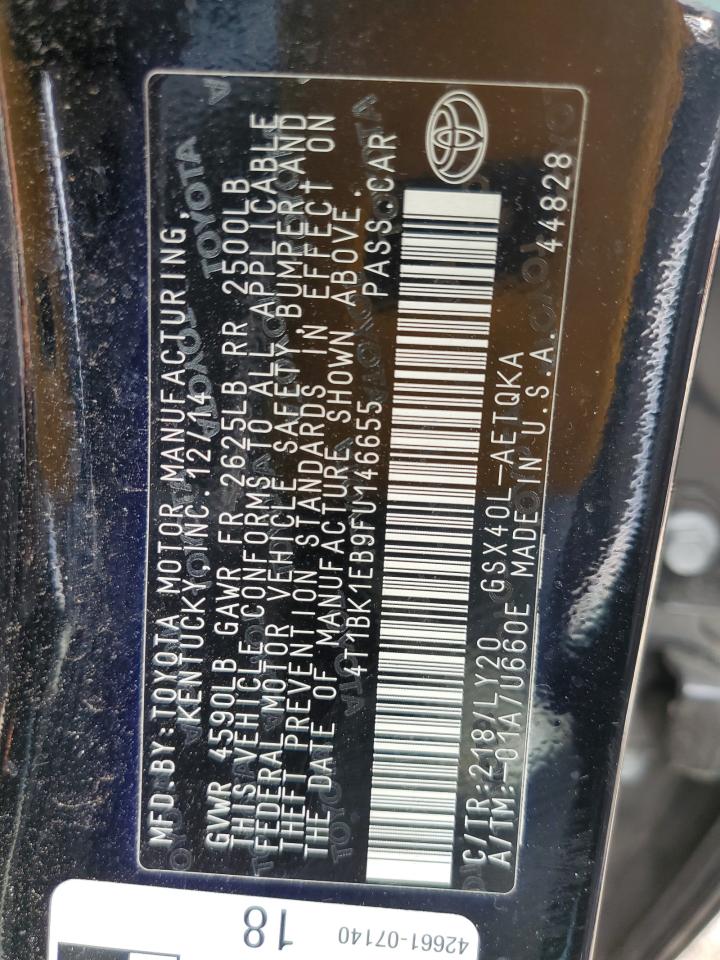 MFD.BY:TOYOTA MOTOR MANUFACTURING,
KENTUCKY,INC. 12/14
GVWR 4590LB GAWR FR 2625LB RR 2500LB
THIS VEHICLE CONFORMS TO ALL APPLICABLE
FEDERAL MOTOR VEHICLE SAFETY, BUMPER AND
THEFT PREVENTION STANDARDS IN EFFECT ON
THE DATE OF MANUFACTURE SHOWN ABOVE.
4T1BK1EB9FU146655 PASS.CAR
C/TR:218/LY20 GSX40L-AETQKA
A/TM:-01A/U660E MADE IN U.S.A.
44828
18
42661-07140